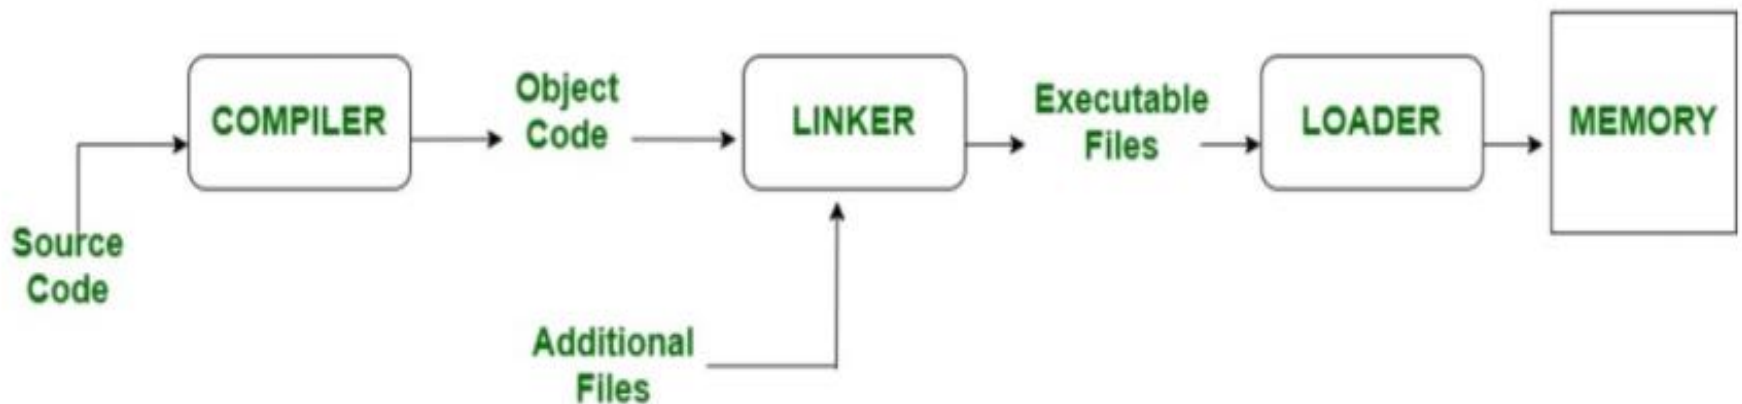 COMPILER
Object
Code
LINKER
Executable
Files
LOADER
MEMORY
Source
Code
Additional
Files